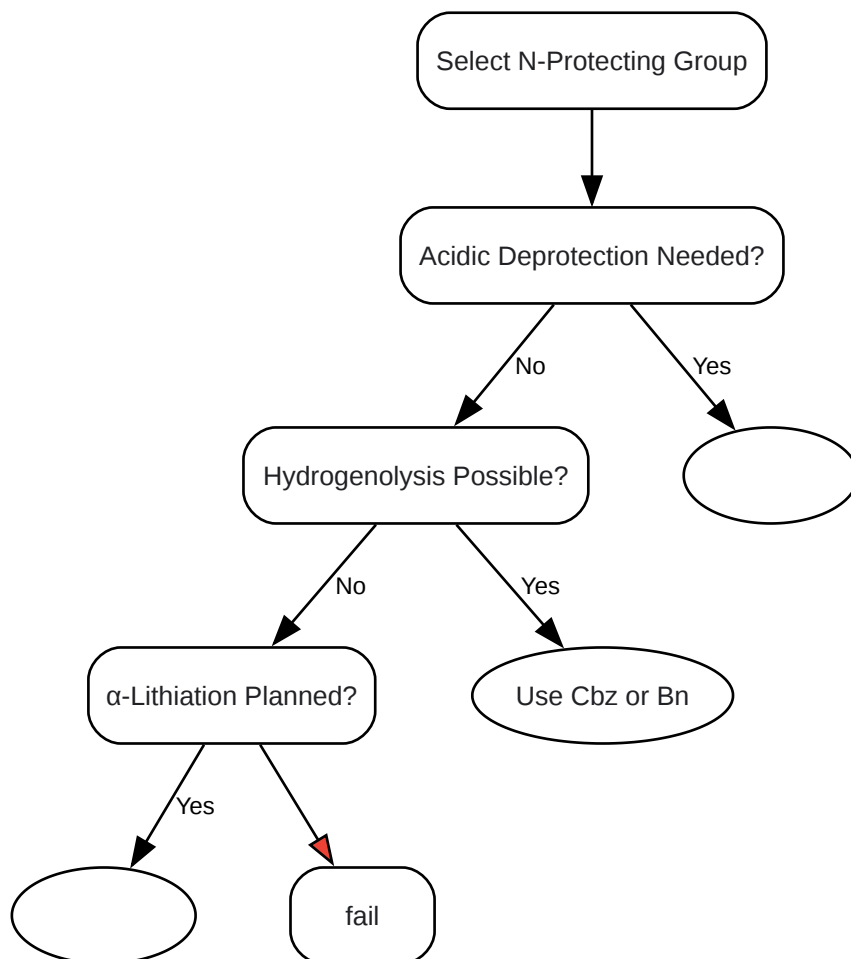 Select N-Protecting Group
Acidic Deprotection Needed?
No
Yes
Hydrogenolysis Possible?
No
Yes
α-Lithiation Planned?
Use Cbz or Bn
Yes
fail